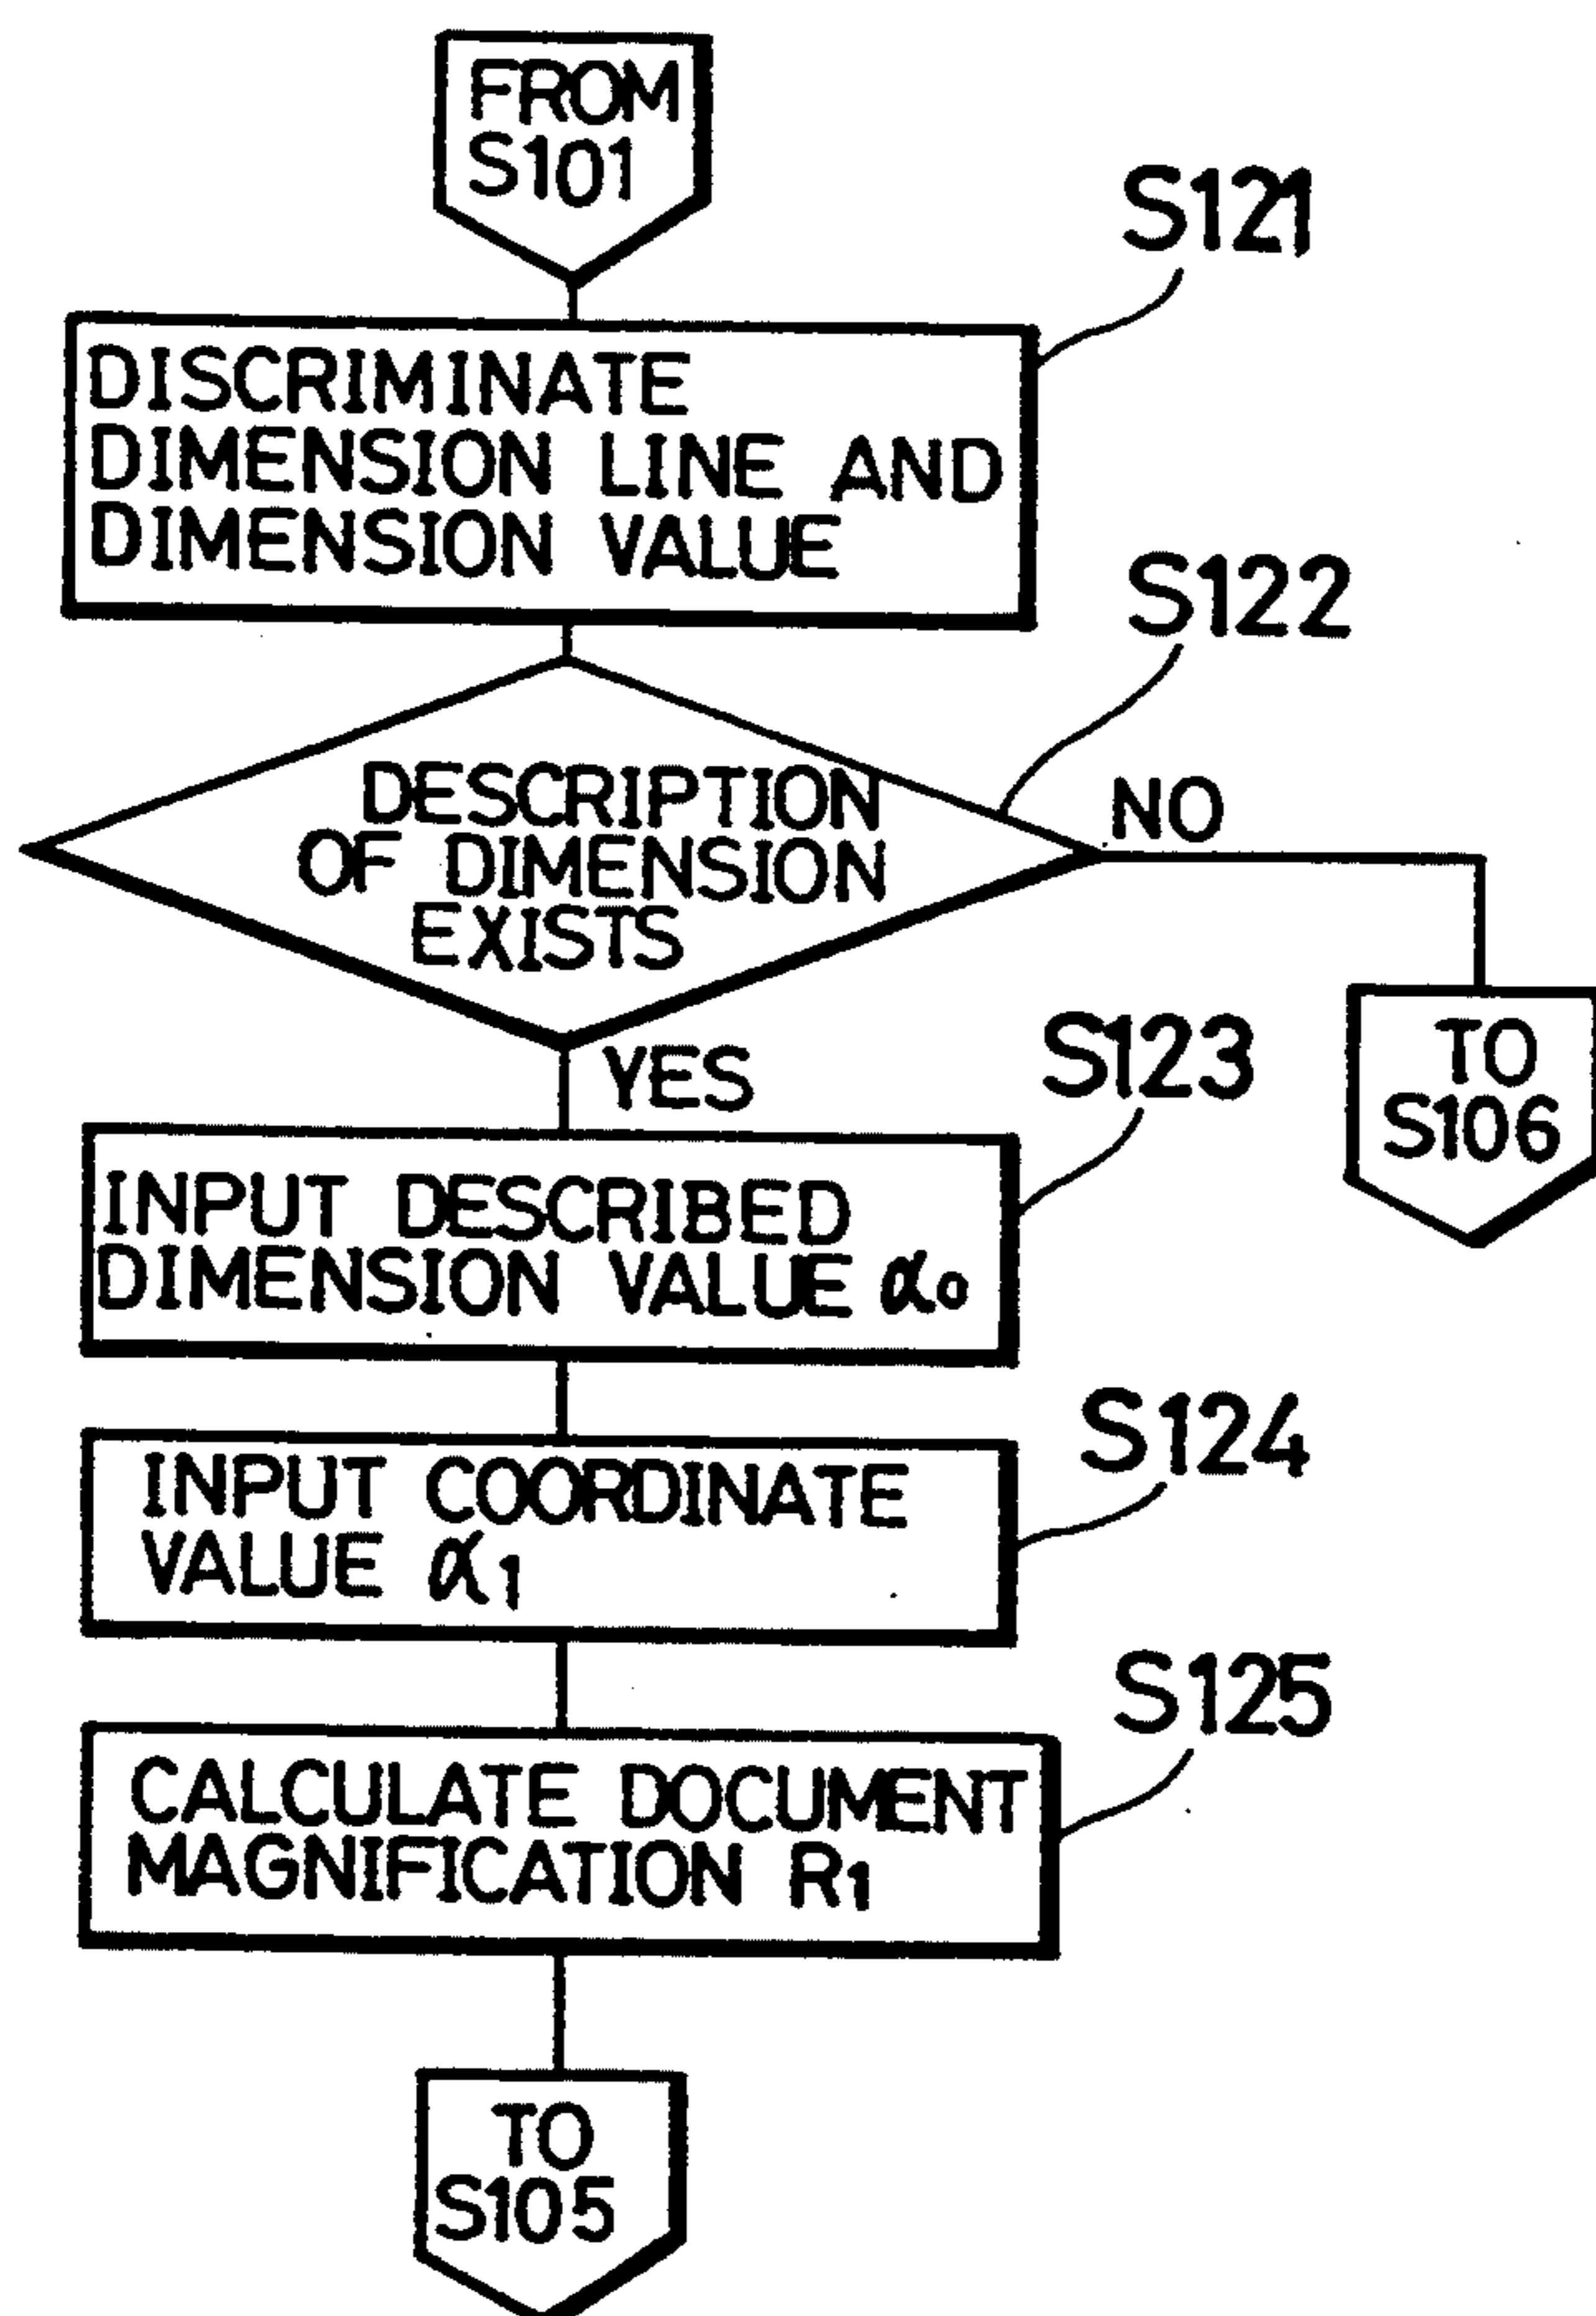 FROM
S101
S121
DISCRIMINATE
DIMENSION LINE AND
DIMENSION VALUE
S122
DESCRIPTION
OF DIMENSION
EXISTS
NO
YES
TO
S106
S123
INPUT DESCRIBED
DIMENSION VALUE α0
S124
INPUT COORDINATE
VALUE α1
S125
CALCULATE DOCUMENT
MAGNIFICATION R1
TO
S105